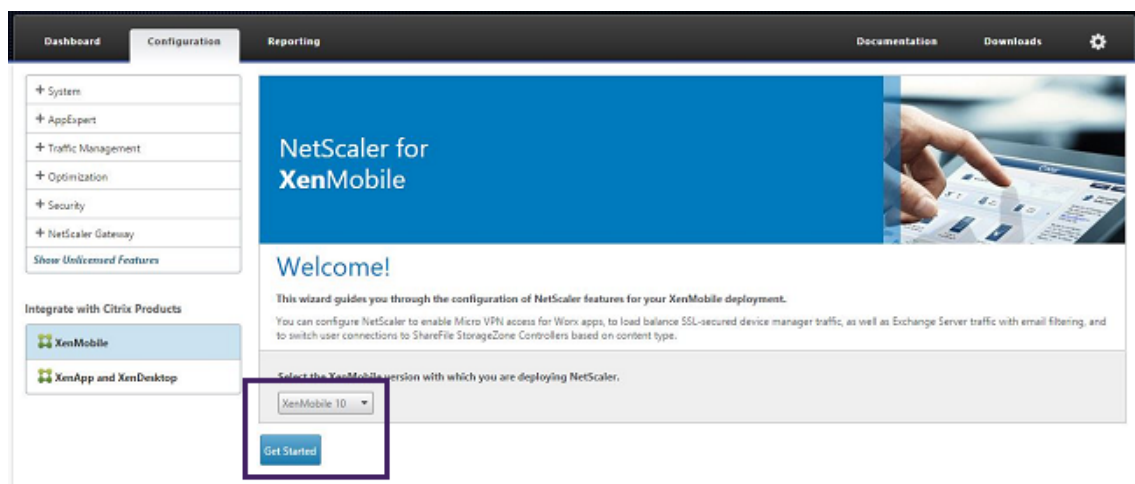 Dashboard
Configuration
Reporting
Documentation
Downloads
+ System
+ AppExpert
+ Traffic Management
+ Optimization
+ Security
+ NetScaler Gateway
Show Unlicensed Features
Integrate with Citrix Products
XenMobile
XenApp and XenDesktop
NetScaler for
XenMobile
Welcome!
This wizard guides you through the configuration of NetScaler features for your XenMobile deployment.
You can configure NetScaler to enable Micro VPN access for Worx apps, to load balance SSL-secured device manager traffic, as well as Exchange Server traffic with email filtering, and
to switch user connections to ShareFile StorageZone Controllers based on content type.
Select the XenMobile version with which you are deploying NetScaler.
XenMobile 10
Get Started